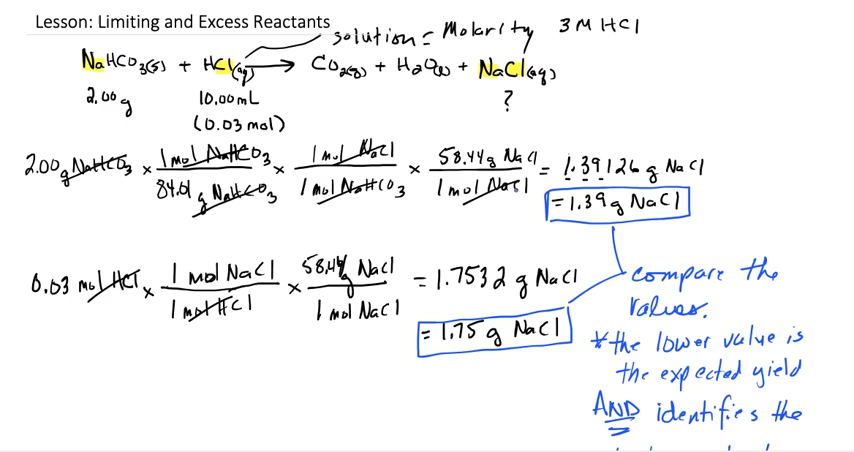 Lesson: Limiting and Excess Reactants
solution = Molarity 3 M HCl
NaHCO3(s) + HCl(aq) → CO2(g) + H2O(l) + NaCl(aq)
2.00g 10.00mL ?
(0.03 mol)
2.00 g NaHCO3 × 1 mol NaHCO3 / 84.01 g NaHCO3 × 1 mol NaCl / 1 mol NaHCO3 × 58.44 g NaCl / 1 mol NaCl = 1.39126 g NaCl
= 1.39 g NaCl
0.03 mol HCl × 1 mol NaCl / 1 mol HCl × 58.44 g NaCl / 1 mol NaCl = 1.7532 g NaCl
= 1.75 g NaCl
compare the
values.
*the lower value is
the expected yield
AND identifies the